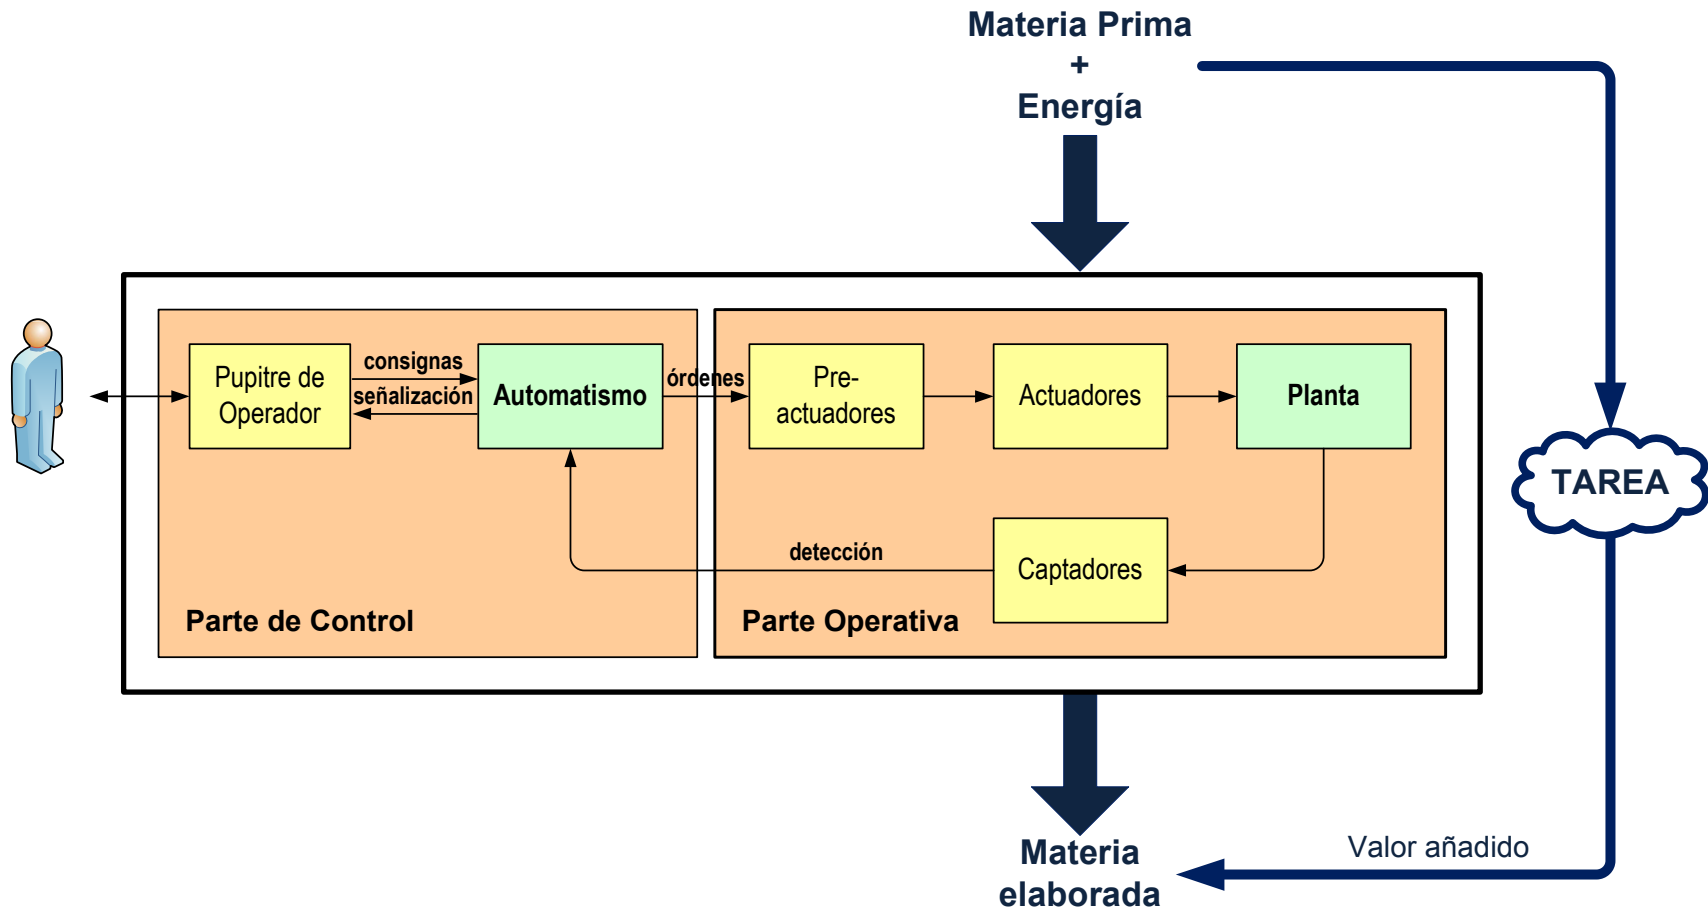 Materia Prima
+
Energía
Pupitre de
Operador
consignas
señalización
Automatismo
órdenes
Pre-
actuadores
Actuadores
Planta
TAREA
detección
Captadores
Parte de Control
Parte Operativa
Materia
elaborada
Valor añadido